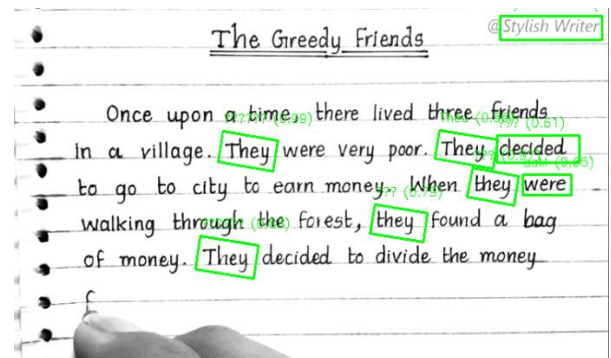 @Stylish Writer
The Greedy Friends
Once upon a time, there lived three friends
in a village. They were very poor. They decided
to go to city to earn money. When they were
walking through the forest, they found a bag
of money. They decided to divide the money